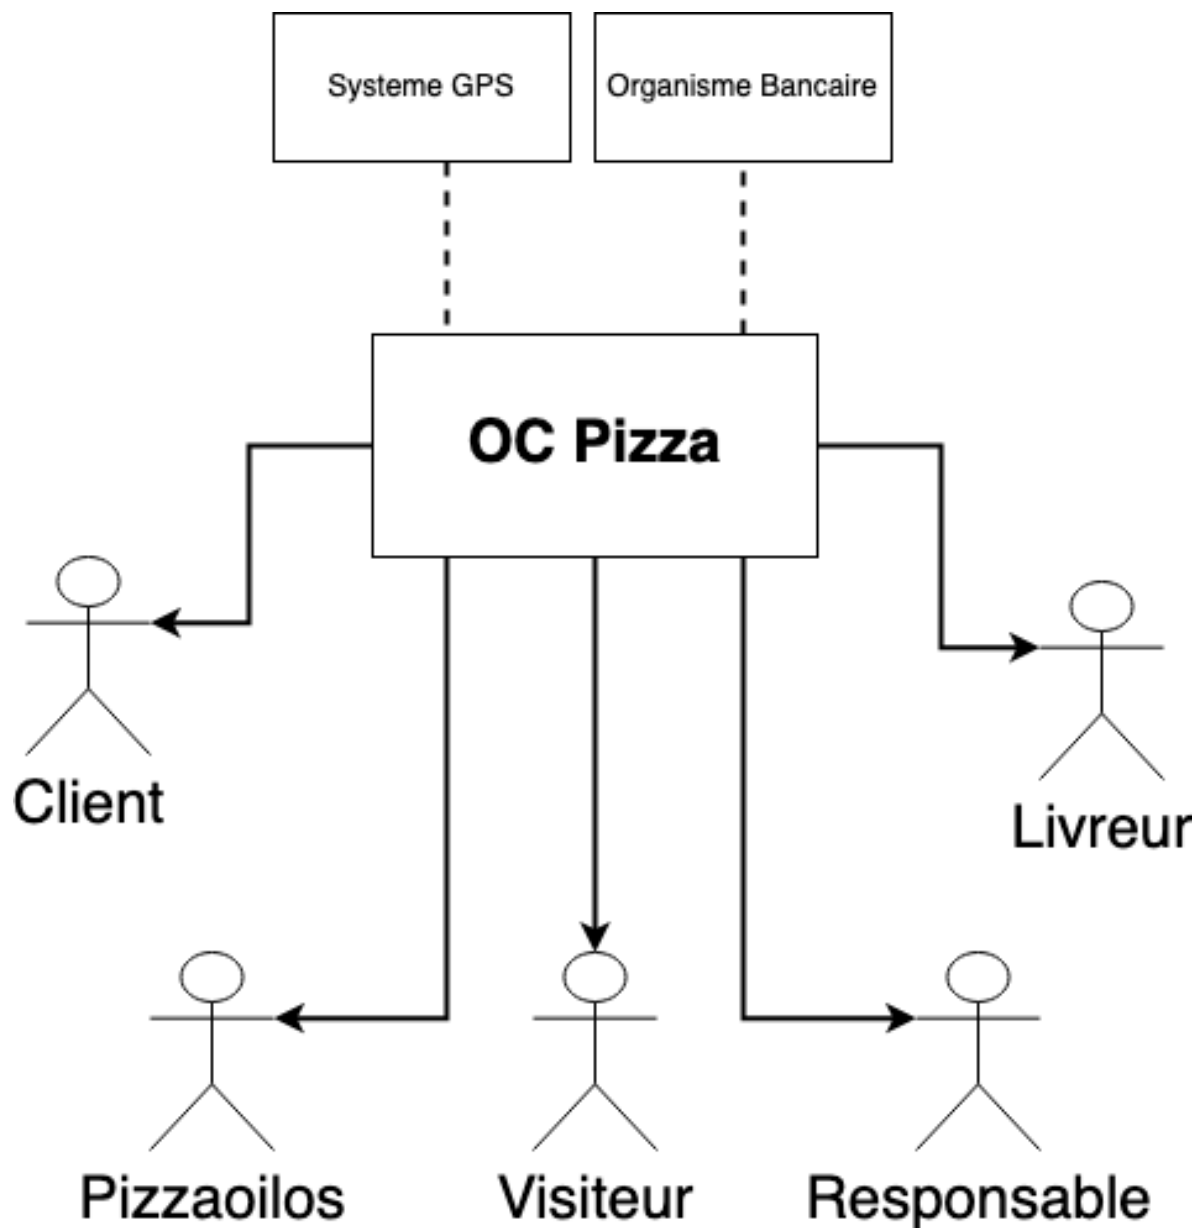 Systeme GPS
Organisme Bancaire
OC Pizza
Client
Livreur
Pizzaoilos
Visiteur
Responsable